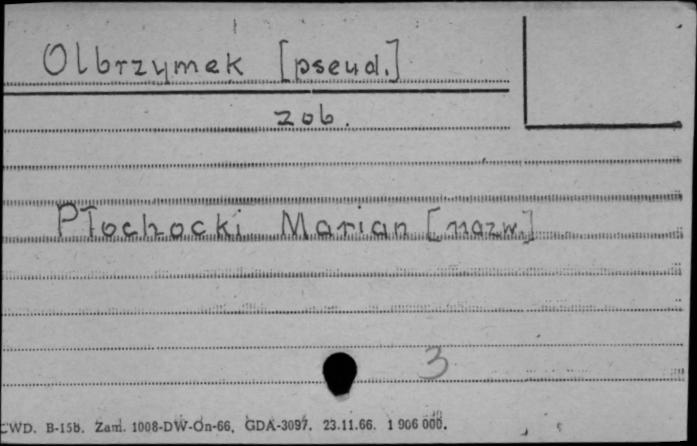 Olbrzymek [pseud.]
zob.
Płochocki Marian [nazw.]
3
CWD. B-15b. Zam. 1008-DW-On-66, GDA-3097. 23.11.66. 1 906 000.